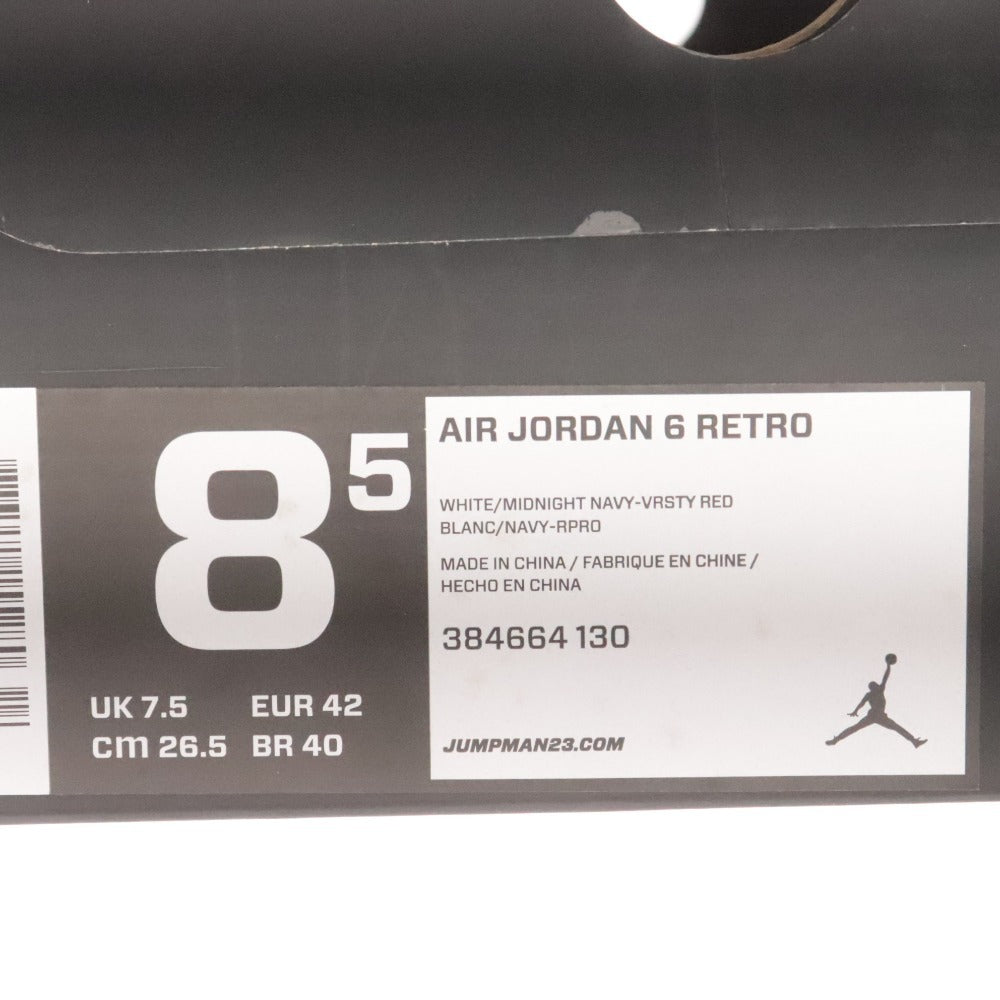 8.5
AIR JORDAN 6 RETRO
WHITE/MIDNIGHT NAVY-VRSTY RED
BLANC/NAVY-RPRO
MADE IN CHINA / FABRIQUE EN CHINE /
HECHO EN CHINA
384664 130
UK 7.5 EUR 42
cm 26.5 BR 40
JUMPMAN23.COM